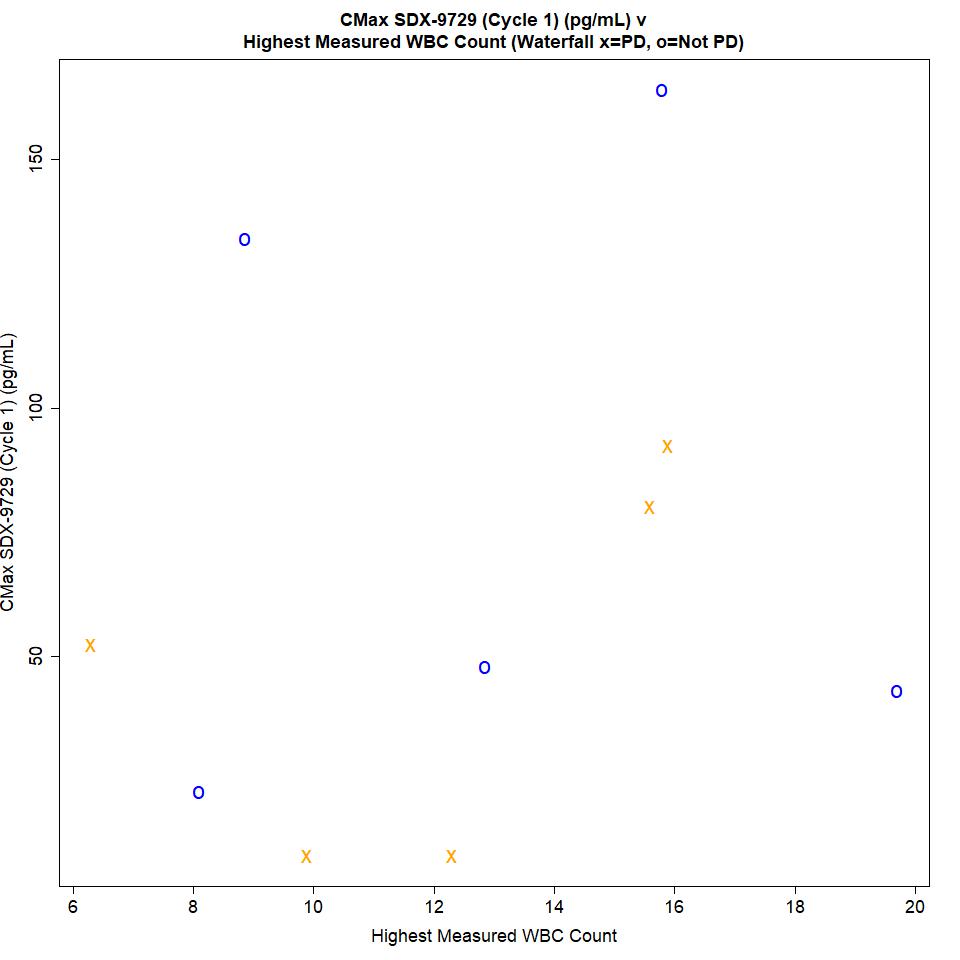 CMax SDX-9729 (Cycle 1) (pg/mL) v
Highest Measured WBC Count (Waterfall x=PD, o=Not PD)
CMax SDX-9729 (Cycle 1) (pg/mL)
150
100
50
o
o
x
x
x
o
o
o
x
x
6 8 10 12 14 16 18 20
Highest Measured WBC Count